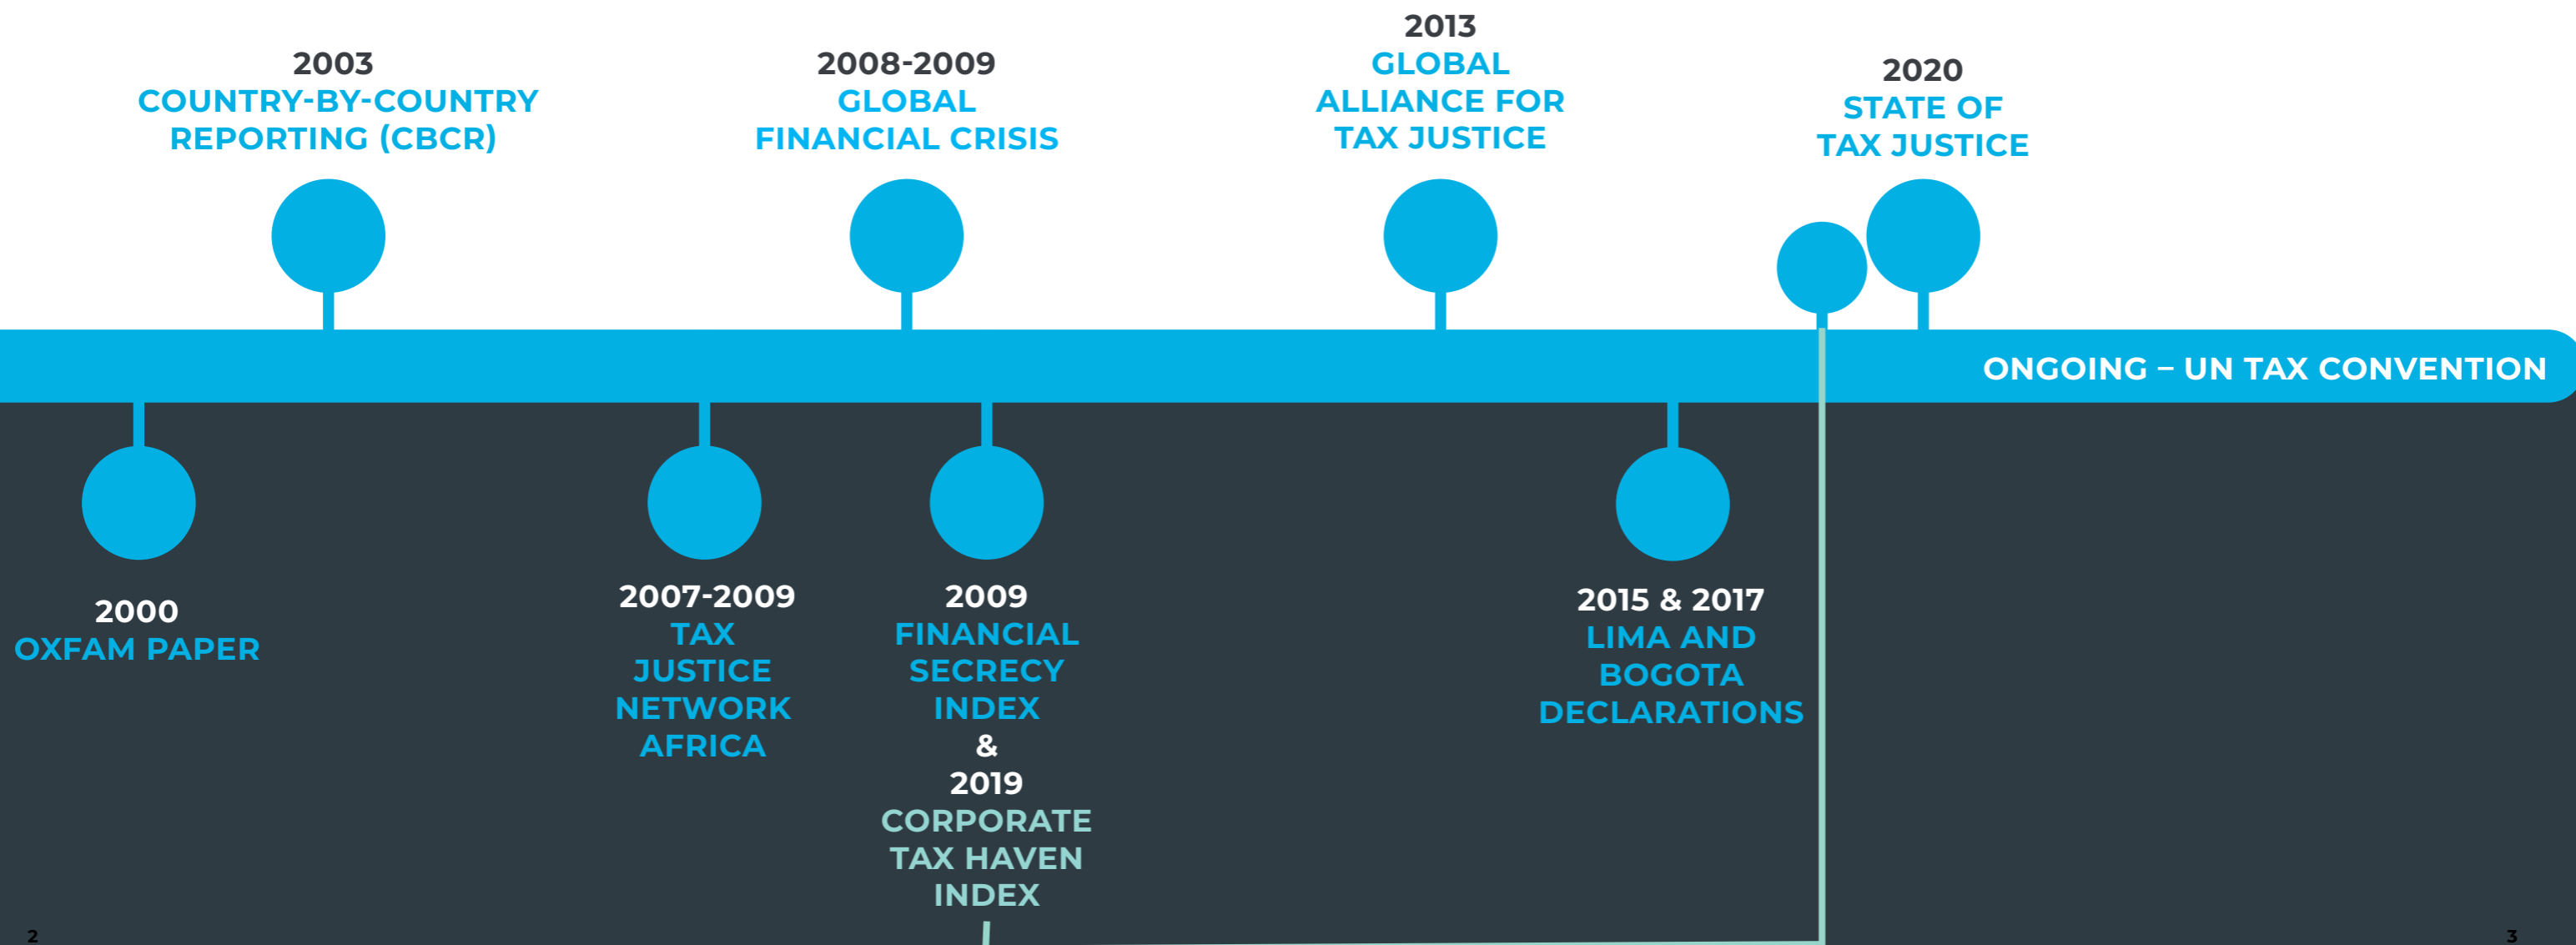 2003
COUNTRY-BY-COUNTRY
REPORTING (CBCR)
2008-2009
GLOBAL
FINANCIAL CRISIS
2013
GLOBAL
ALLIANCE FOR
TAX JUSTICE
2020
STATE OF
TAX JUSTICE
ONGOING – UN TAX CONVENTION
2000
OXFAM PAPER
2007-2009
TAX
JUSTICE
NETWORK
AFRICA
2009
FINANCIAL
SECRECY
INDEX
&
2019
CORPORATE
TAX HAVEN
INDEX
2015 & 2017
LIMA AND
BOGOTA
DECLARATIONS
2
3